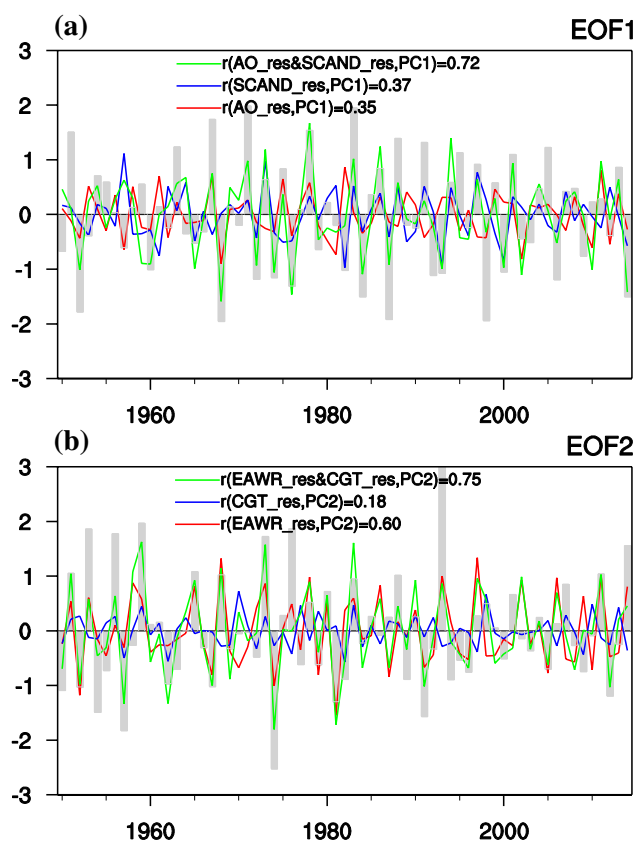 (a) EOF1
3
r(AO_res&SCAND_res,PC1)=0.72
r(SCAND_res,PC1)=0.37
2
r(AO_res,PC1)=0.35
1
0
-1
-2
-3
1960 1980 2000
(b) EOF2
3
r(EAWR_res&CGT_res,PC2)=0.75
r(CGT_res,PC2)=0.18
2
r(EAWR_res,PC2)=0.60
1
0
-1
-2
-3
1960 1980 2000